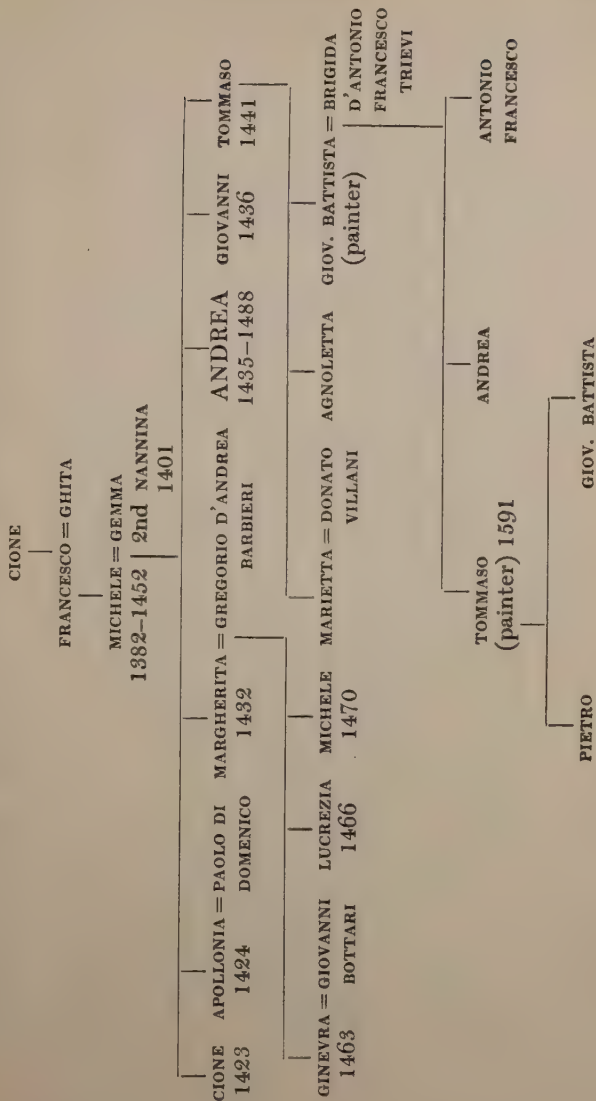 CIONE
FRANCESCO = GHITA
MICHELE = GEMMA
1382–1452 2nd NANNINA
1401
CIONE APOLLONIA = PAOLO DI MARGHERITA = GREGORIO D'ANDREA ANDREA GIOVANNI TOMMASO
1423 1424 DOMENICO 1432 BARBIERI 1435–1488 1436 1441
GINEVRA = GIOVANNI LUCREZIA MICHELE MARIETTA = DONATO AGNOLETTA GIOV. BATTISTA = BRIGIDA
1463 BOTTARI 1466 1470 VILLANI (painter) D'ANTONIO
FRANCESCO
TRIEVI
TOMMASO ANDREA ANTONIO
(painter) 1591 FRANCESCO
PIETRO GIOV. BATTISTA